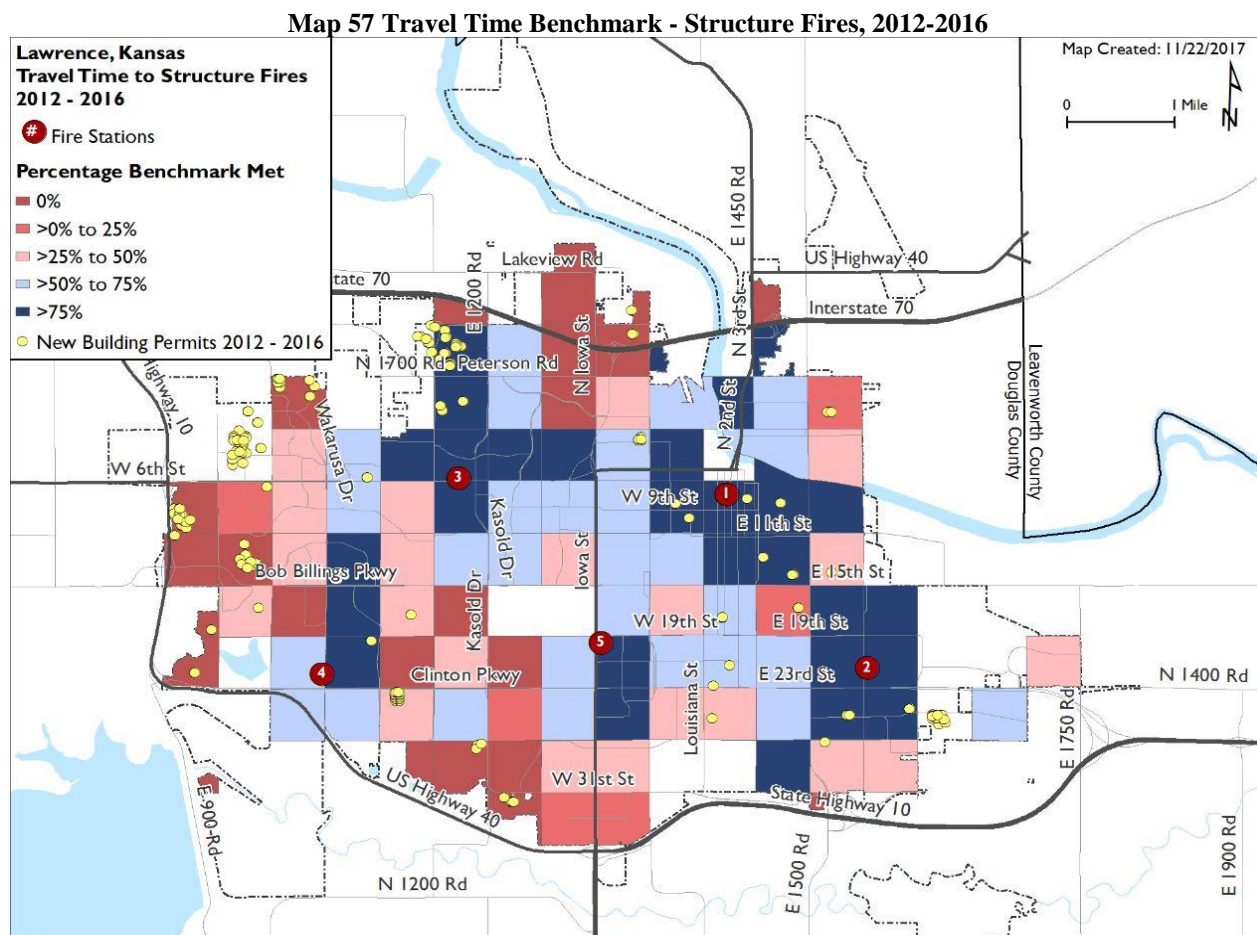 Map 57 Travel Time Benchmark - Structure Fires, 2012-2016
Lawrence, Kansas
Travel Time to Structure Fires
2012 - 2016
# Fire Stations
Percentage Benchmark Met
0%
>0% to 25%
>25% to 50%
>50% to 75%
>75%
New Building Permits 2012 - 2016
Map Created: 11/22/2017
0 1 Mile
N
E 1450 Rd
Lakeview Rd
US Highway 40
tate 70
E 1200 Rd
Interstate 70
N 3rd St
N Iowa St
N 1700 Rd
Peterson Rd
Highway 10
Leavenworth County
Douglas County
Wakarusa Dr
N 2nd St
W 6th St
3
1
W 9th St
Kasold Dr
E 11th St
Iowa St
Bob Billings Pkwy
E 15th St
Kasold Dr
W 19th St
E 19th St
5
4
Clinton Pkwy
Louisiana St
E 23rd St
2
N 1400 Rd
E 1750 Rd
W 31st St
US Highway 40
State Highway 10
E 900 Rd
N 1200 Rd
E 1500 Rd
E 1900 Rd